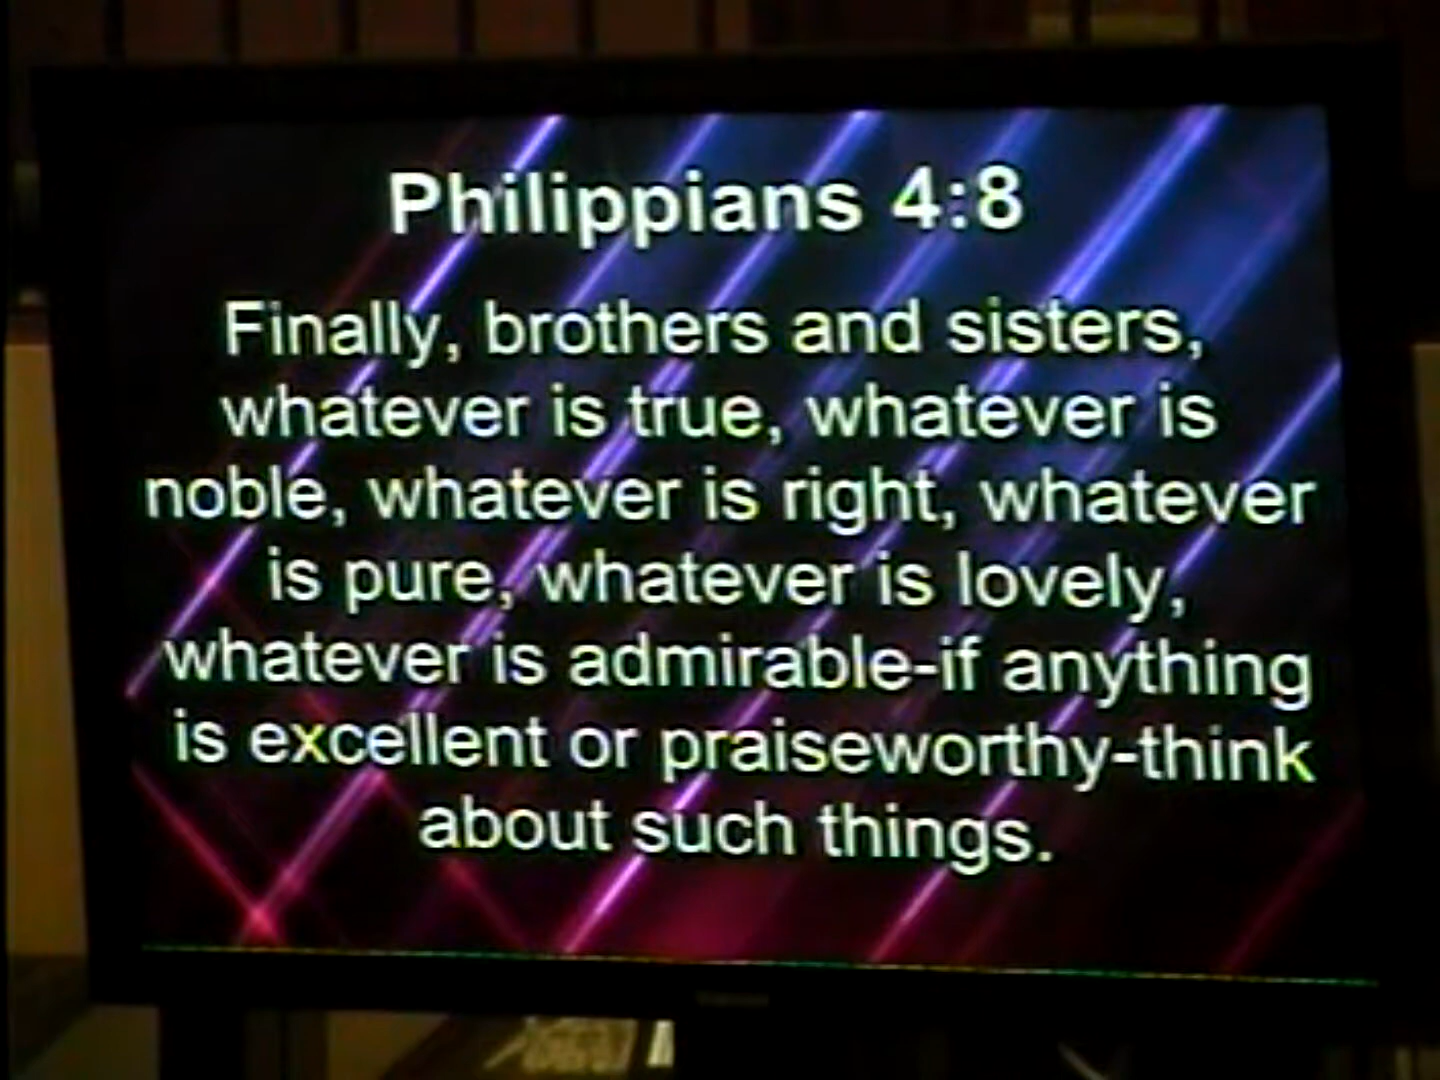 Philippians 4:8
Finally, brothers and sisters,
whatever is true, whatever is
noble, whatever is right, whatever
is pure, whatever is lovely,
whatever is admirable-if anything
is excellent or praiseworthy-think
about such things.